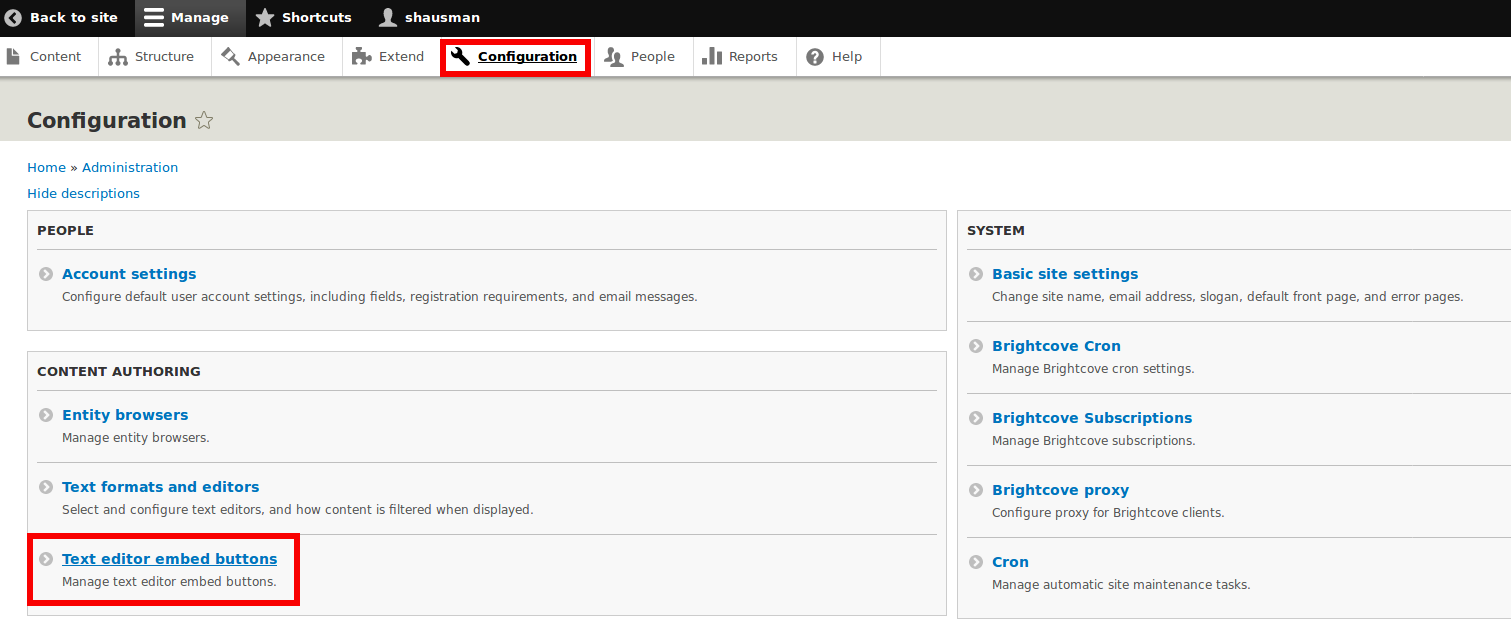 Back to site Manage Shortcuts shausman
Content Structure Appearance Extend Configuration People Reports Help
Configuration
Home » Administration
Hide descriptions
PEOPLE
Account settings
Configure default user account settings, including fields, registration requirements, and email messages.
CONTENT AUTHORING
Entity browsers
Manage entity browsers.
Text formats and editors
Select and configure text editors, and how content is filtered when displayed.
Text editor embed buttons
Manage text editor embed buttons.
SYSTEM
Basic site settings
Change site name, email address, slogan, default front page, and error pages.
Brightcove Cron
Manage Brightcove cron settings.
Brightcove Subscriptions
Manage Brightcove subscriptions.
Brightcove proxy
Configure proxy for Brightcove clients.
Cron
Manage automatic site maintenance tasks.